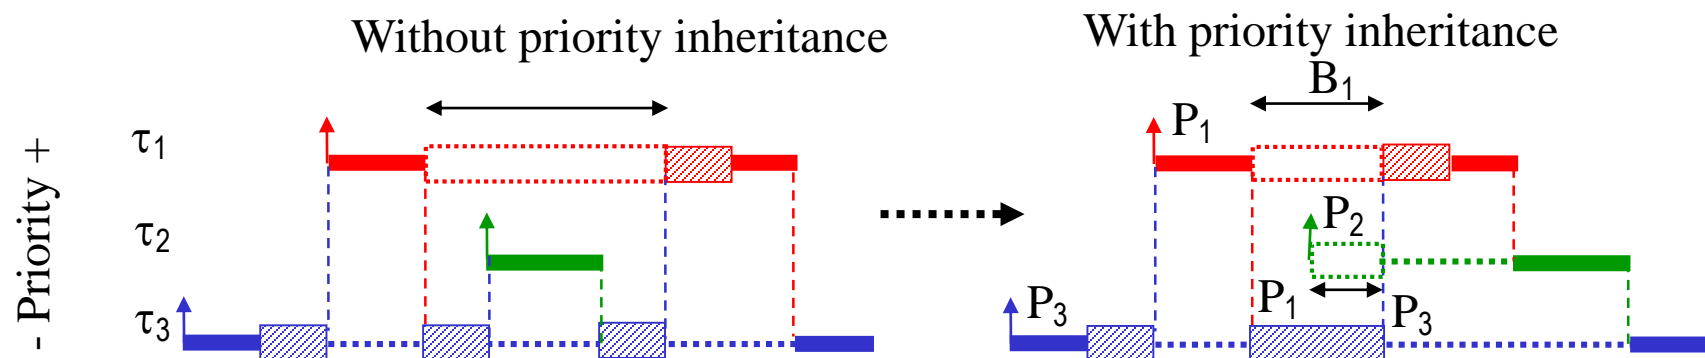 Without priority inheritance
With priority inheritance
B₁
- Priority +
τ₁
P₁
τ₂
P₂
τ₃
P₃
P₁
P₃